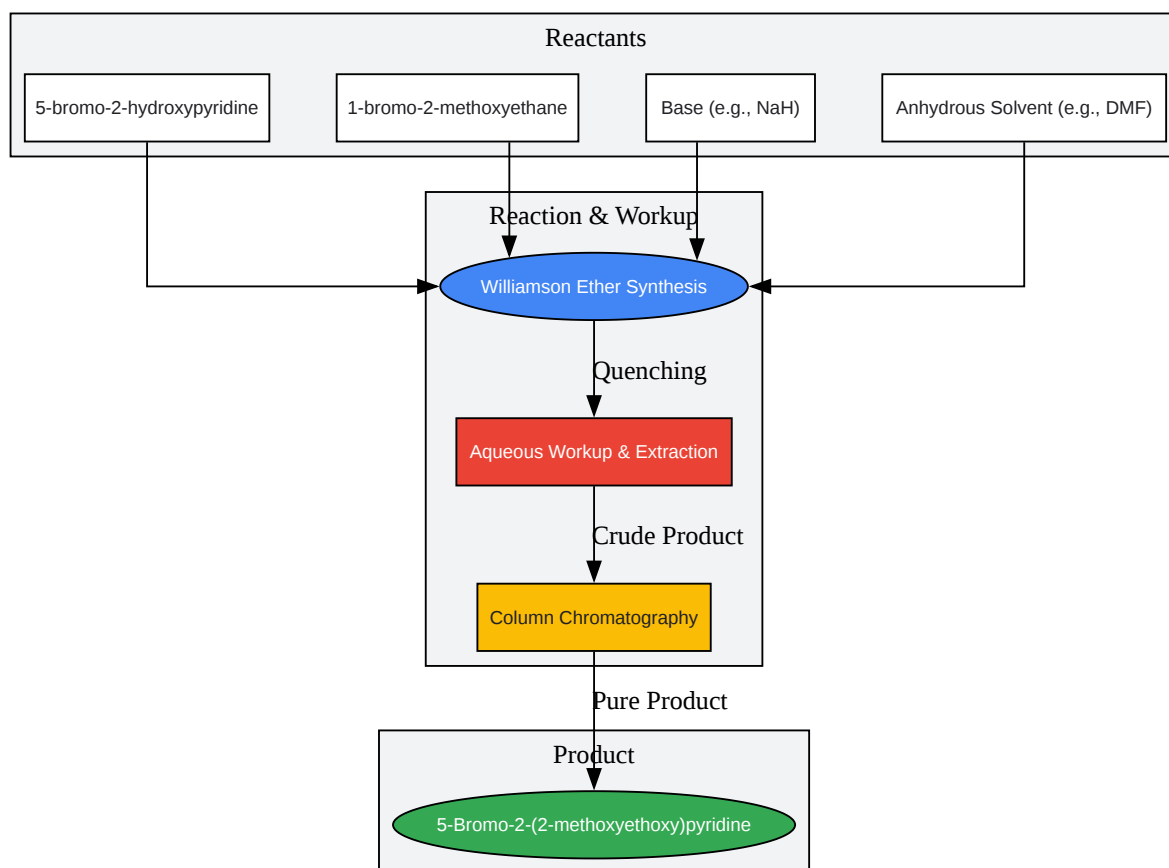 Reactants
5-bromo-2-hydroxypyridine
1-bromo-2-methoxyethane
Base (e.g., NaH)
Anhydrous Solvent (e.g., DMF)
Reaction & Workup
Williamson Ether Synthesis
Quenching
Aqueous Workup & Extraction
Crude Product
Column Chromatography
Pure Product
Product
5-Bromo-2-(2-methoxyethoxy)pyridine